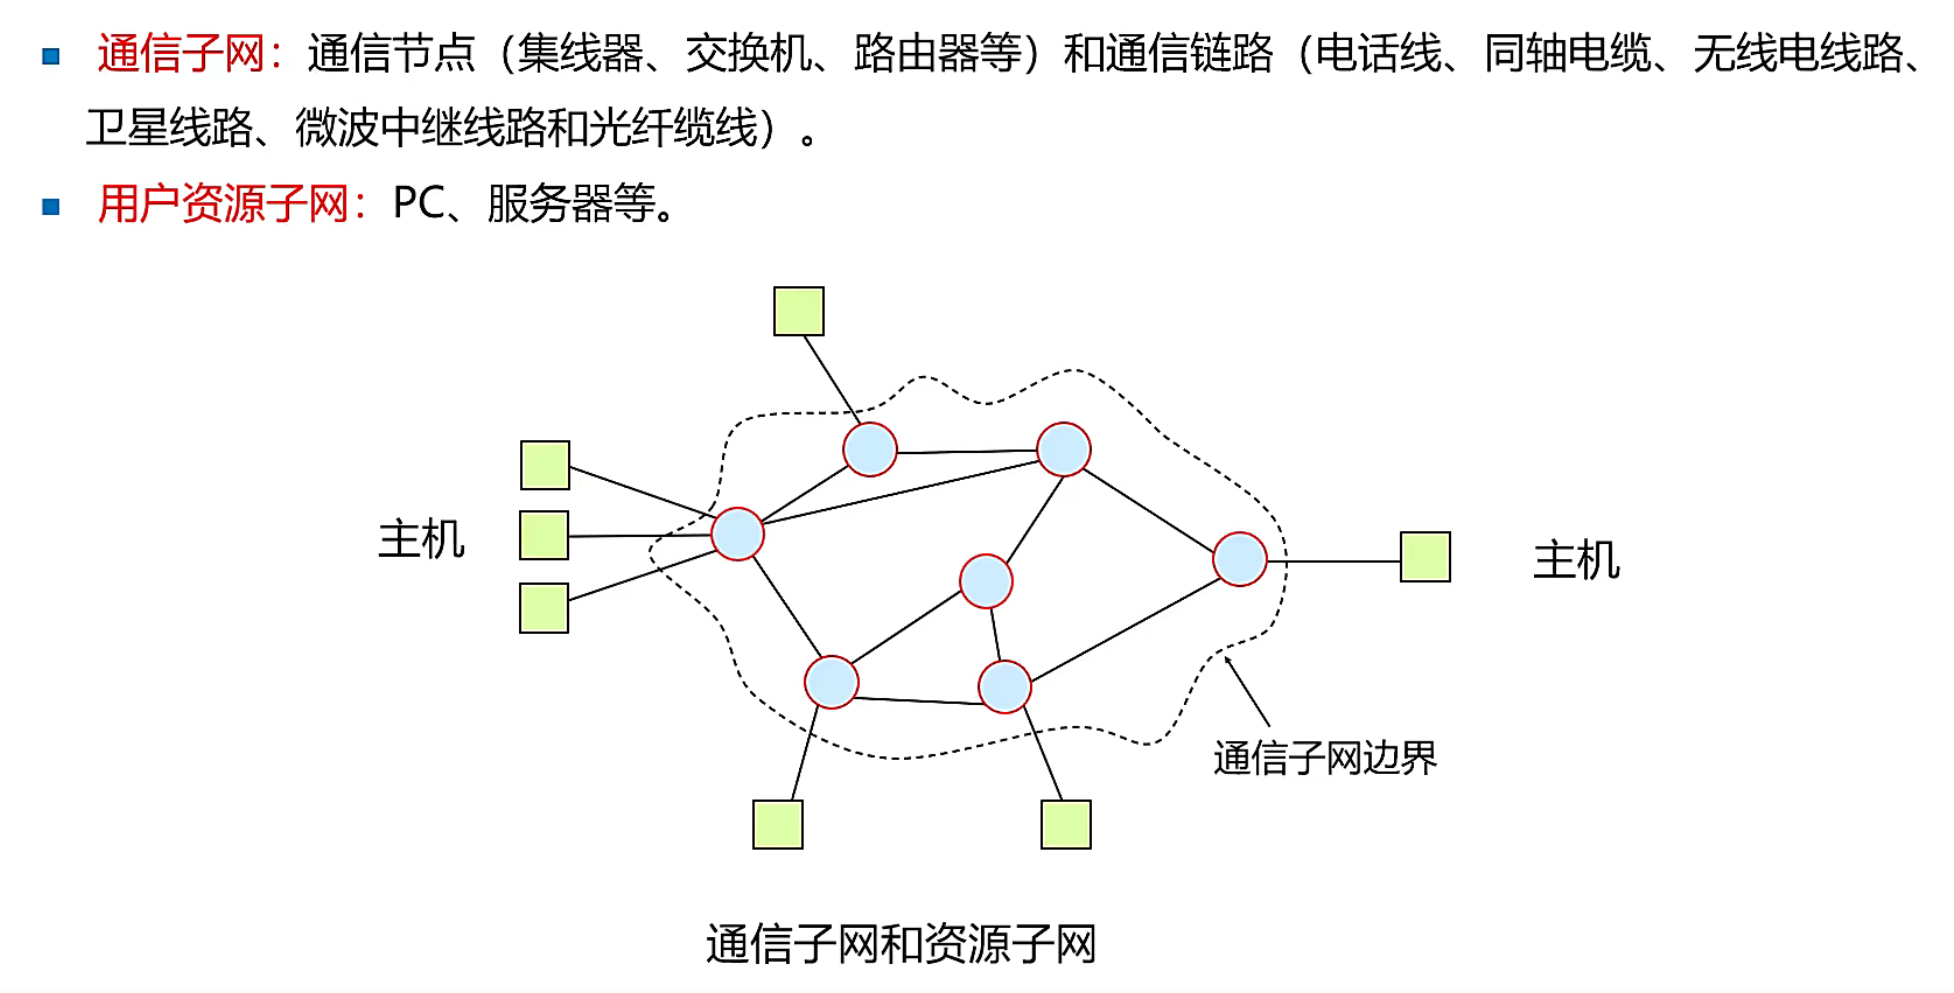 通信子网：通信节点（集线器、交换机、路由器等）和通信链路（电话线、同轴电缆、无线电线路、
卫星线路、微波中继线路和光纤缆线）。
用户资源子网：PC、服务器等。
主机
主机
通信子网边界
通信子网和资源子网